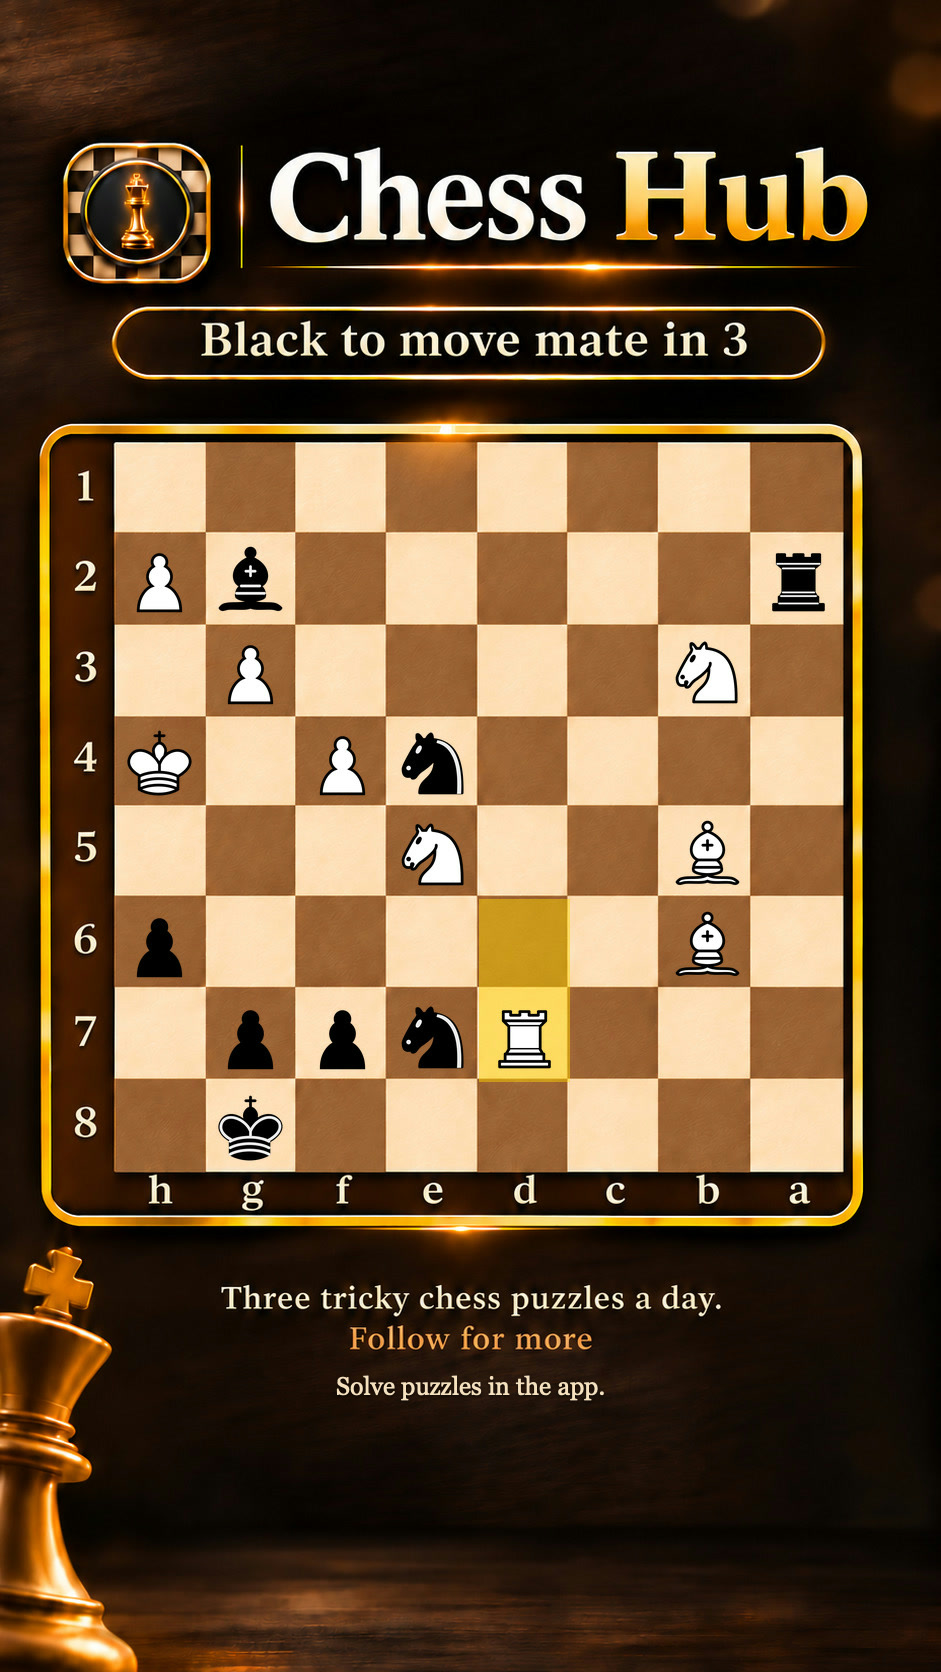 Chess Hub
Black to move mate in 3
1
2
3
4
5
6
7
8
h g f e d c b a
Three tricky chess puzzles a day.
Follow for more
Solve puzzles in the app.